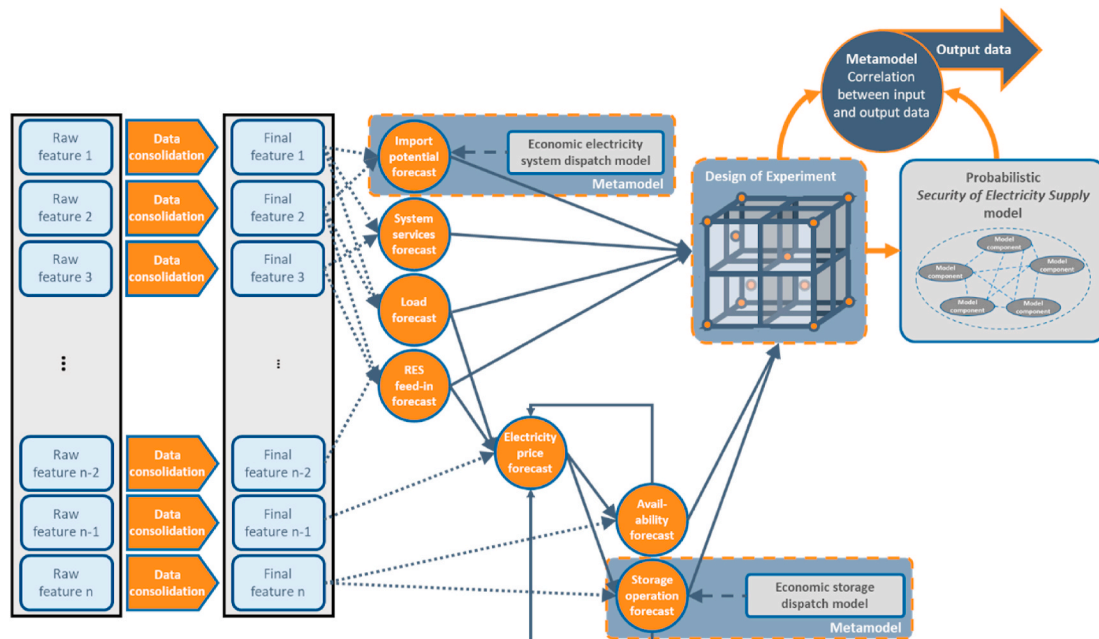 Output data
Metamodel
Correlation
between input
and output data
Raw
feature 1
Data
consolidation
Final
feature 1
Import
potential
forecast
Economic electricity
system dispatch model
Metamodel
Design of Experiment
Probabilistic
Security of Electricity Supply
model
Model
component
Model
component
Model
component
Model
component
Model
component
Raw
feature 2
Data
consolidation
Final
feature 2
System
services
forecast
Raw
feature 3
Data
consolidation
Final
feature 3
Load
forecast
...
...
RES
feed-in
forecast
Electricity
price
forecast
Raw
feature n-2
Data
consolidation
Final
feature n-2
Raw
feature n-1
Data
consolidation
Final
feature n-1
Avail-
ability
forecast
Raw
feature n
Data
consolidation
Final
feature n
Storage
operation
forecast
Economic storage
dispatch model
Metamodel